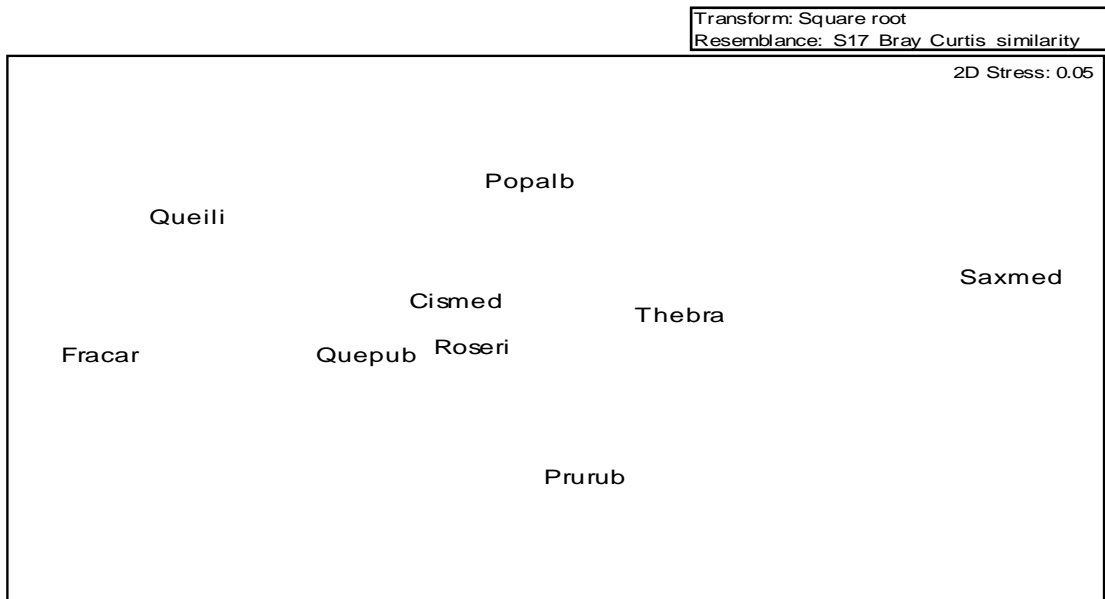 Transform: Square root
Resemblance: S17 Bray Curtis similarity
2D Stress: 0.05
Popalb
Queili
Saxmed
Cismed
Thebra
Roseri
Fracar
Quepub
Prurub